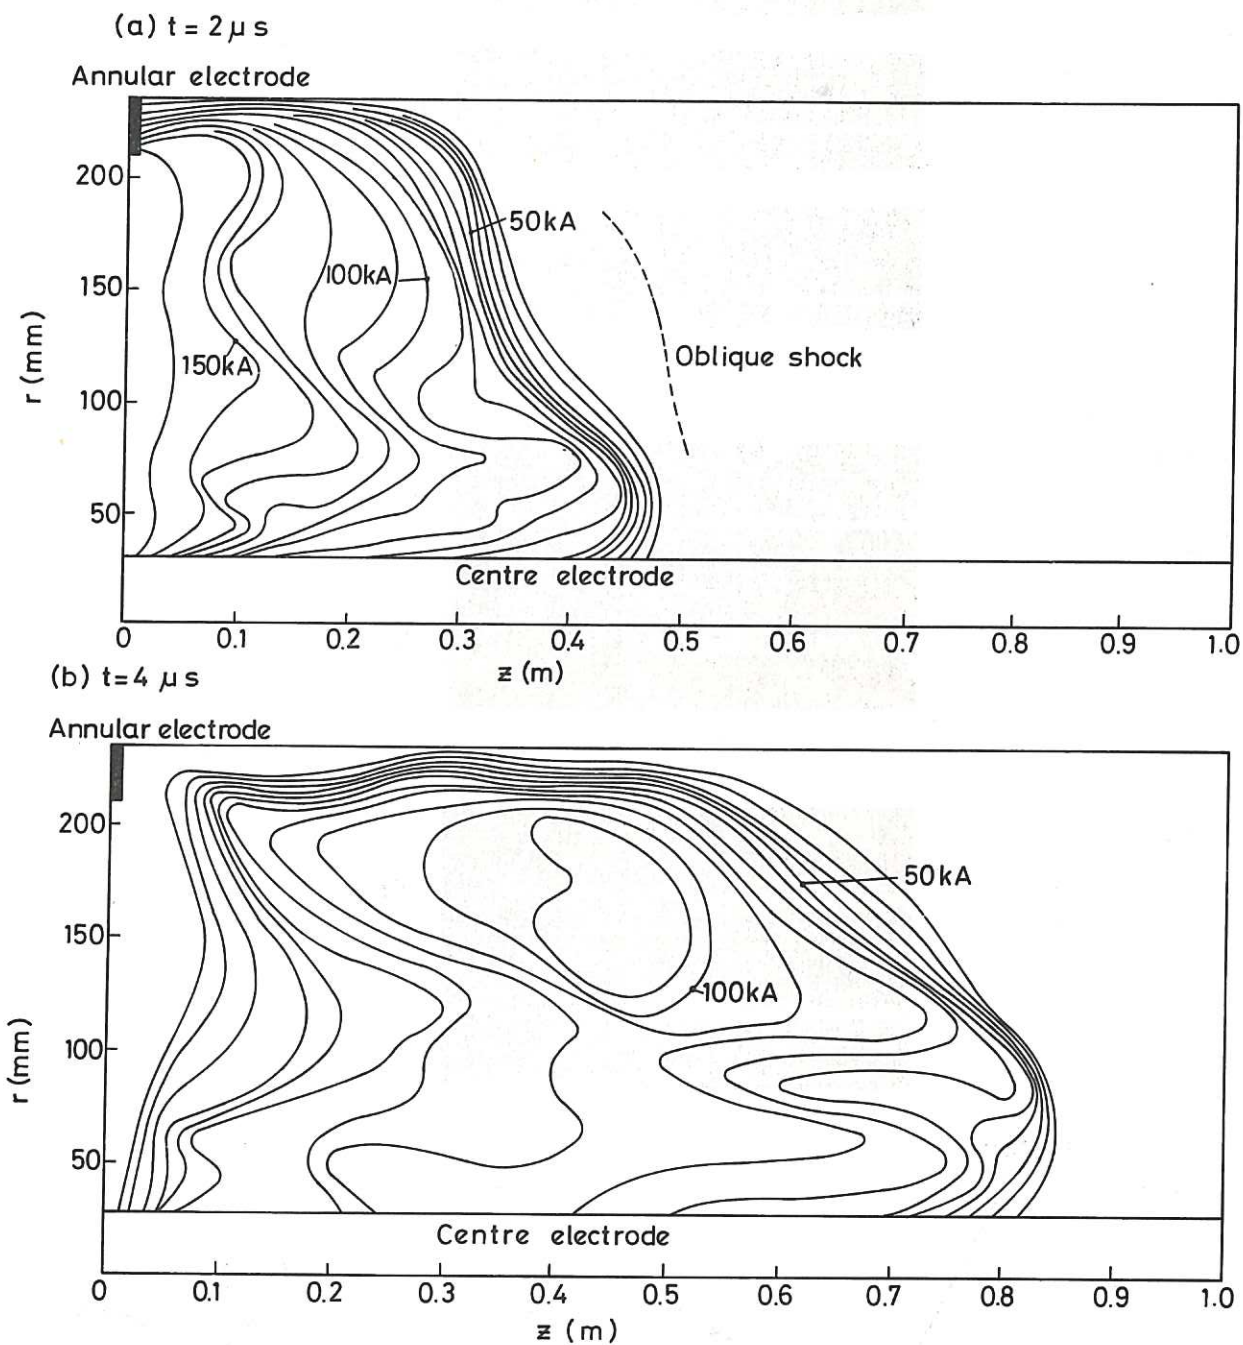 (a) t = 2 μs
Annular electrode
200
150
100
50
r (mm)
50kA
100kA
150kA
Oblique shock
Centre electrode
0 0.1 0.2 0.3 0.4 0.5 0.6 0.7 0.8 0.9 1.0
z (m)
(b) t=4 μs
Annular electrode
200
150
100
50
r (mm)
50kA
100kA
Centre electrode
0 0.1 0.2 0.3 0.4 0.5 0.6 0.7 0.8 0.9 1.0
z (m)